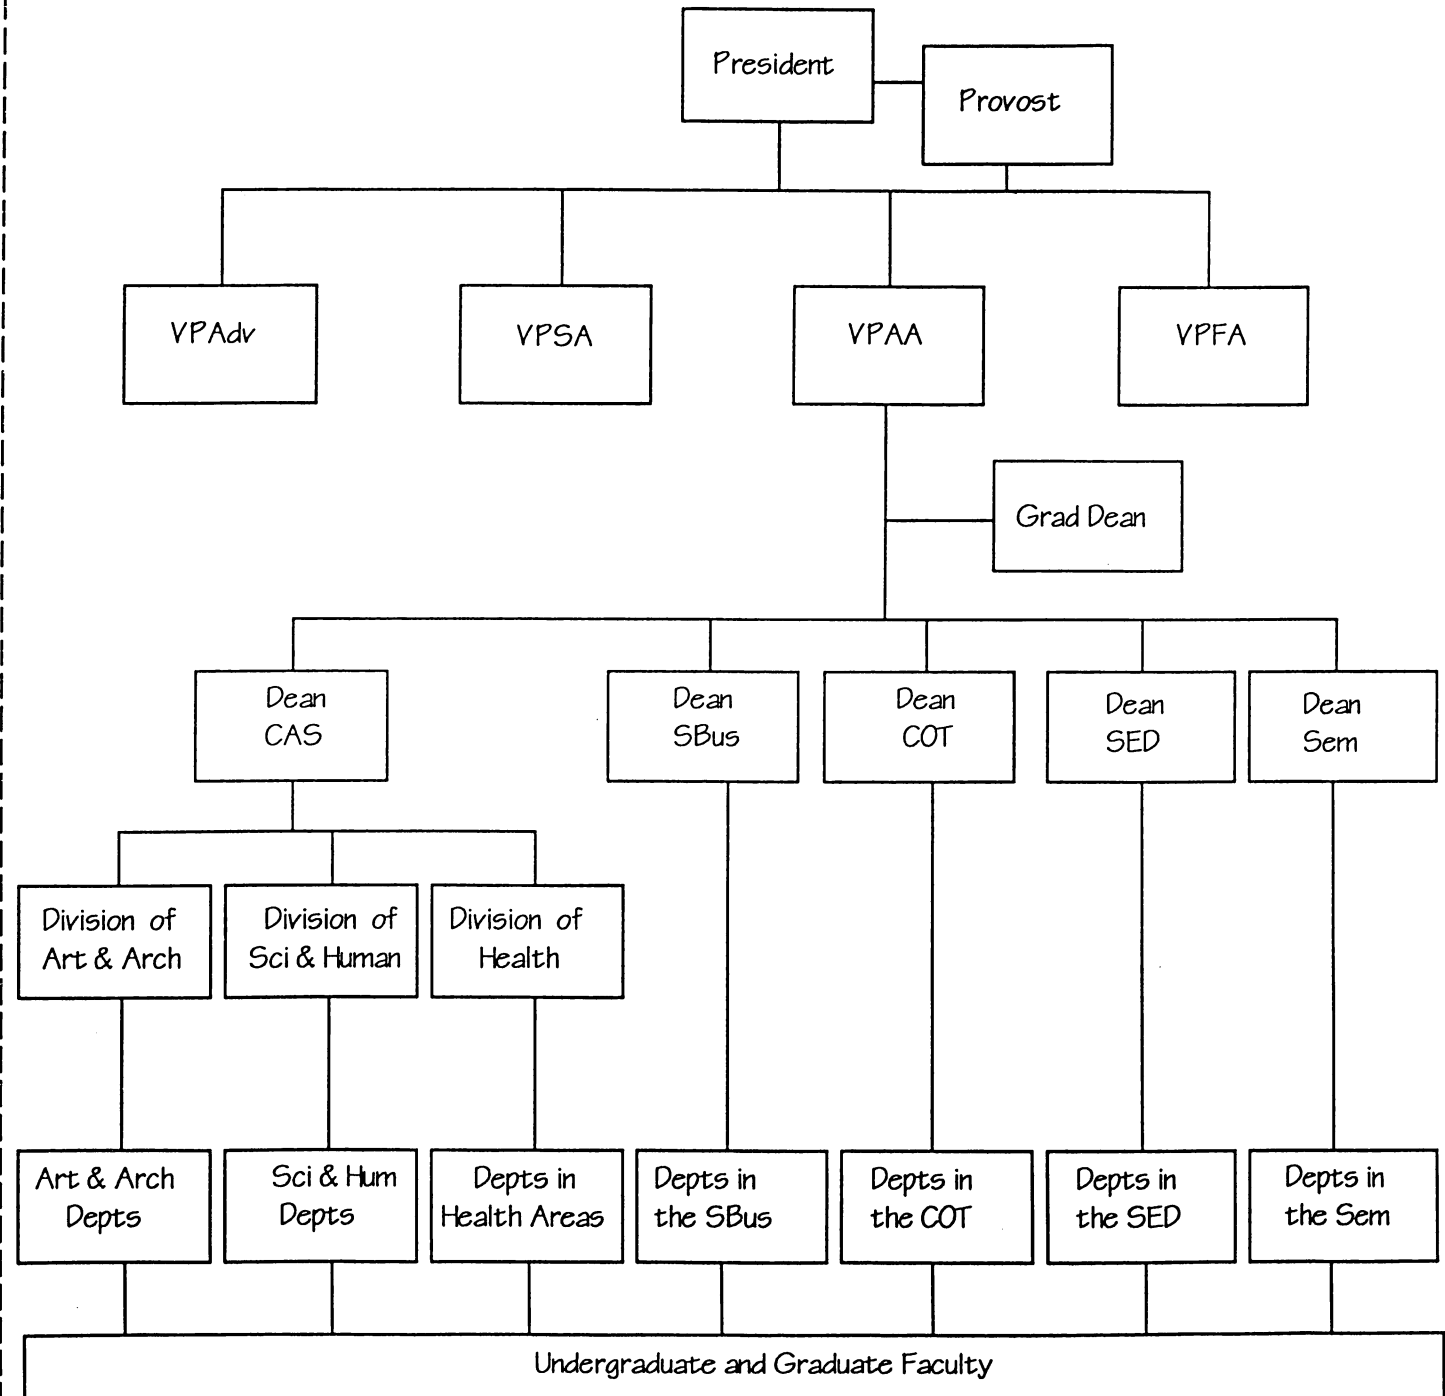 President
Provost
VPAdv
VPSA
VPAA
VPFA
Grad Dean
Dean
CAS
Dean
SBus
Dean
COT
Dean
SED
Dean
Sem
Division of
Art & Arch
Division of
Sci & Human
Division of
Health
Art & Arch
Depts
Sci & Hum
Depts
Depts in
Health Areas
Depts in
the SBus
Depts in
the COT
Depts in
the SED
Depts in
the Sem
Undergraduate and Graduate Faculty